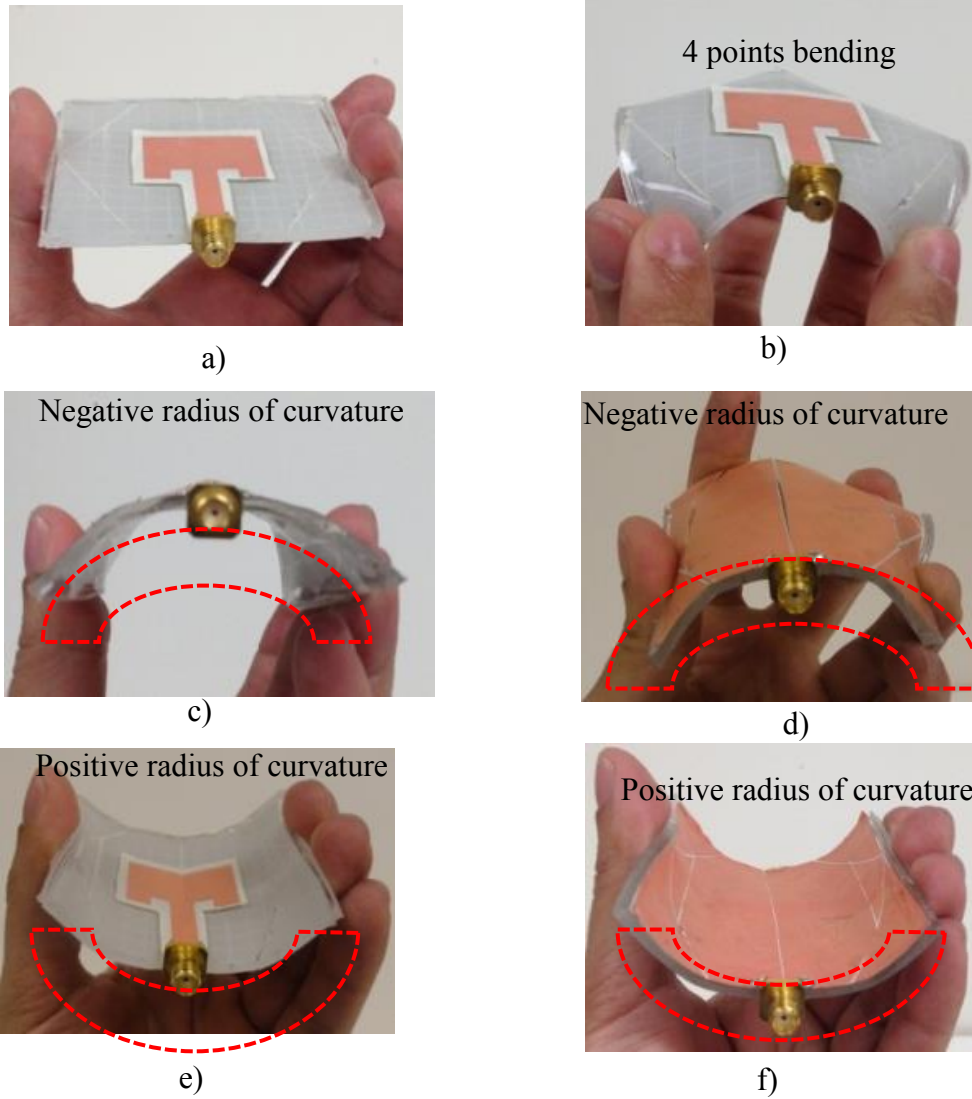 4 points bending
a)
b)
Negative radius of curvature
Negative radius of curvature
c)
d)
Positive radius of curvature
Positive radius of curvature
e)
f)